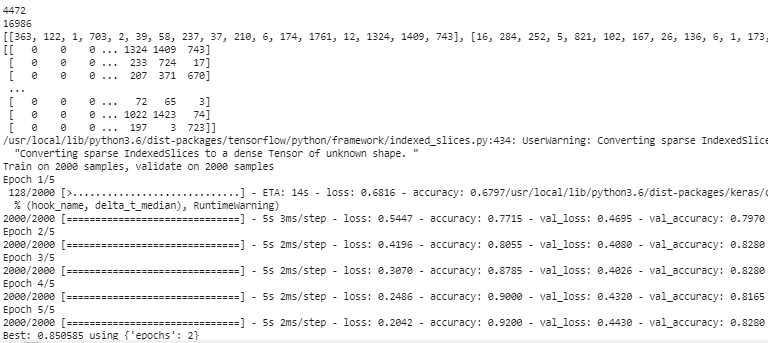 4472
16986
[[363, 122, 1, 703, 2, 39, 58, 237, 37, 210, 6, 174, 1761, 12, 1324, 1409, 743], [16, 284, 252, 5, 821, 102, 167, 26, 136, 6, 1, 173,
[[   0    0    0 ... 1324 1409  743]
 [   0    0    0 ...  233  724   17]
 [   0    0    0 ...  207  371  670]
 ...
 [   0    0    0 ...   72   65    3]
 [   0    0    0 ... 1022 1423   74]
 [   0    0    0 ...  197    3  723]]
/usr/local/lib/python3.6/dist-packages/tensorflow/python/framework/indexed_slices.py:434: UserWarning: Converting sparse IndexedSlice
  "Converting sparse IndexedSlices to a dense Tensor of unknown shape. "
Train on 2000 samples, validate on 2000 samples
Epoch 1/5
 128/2000 [>.............................] - ETA: 14s - loss: 0.6816 - accuracy: 0.6797/usr/local/lib/python3.6/dist-packages/keras/c
  % (hook_name, delta_t_median), RuntimeWarning)
2000/2000 [==============================] - 5s 3ms/step - loss: 0.5447 - accuracy: 0.7715 - val_loss: 0.4695 - val_accuracy: 0.7970
Epoch 2/5
2000/2000 [==============================] - 5s 2ms/step - loss: 0.4196 - accuracy: 0.8055 - val_loss: 0.4080 - val_accuracy: 0.8280
Epoch 3/5
2000/2000 [==============================] - 5s 2ms/step - loss: 0.3070 - accuracy: 0.8785 - val_loss: 0.4026 - val_accuracy: 0.8280
Epoch 4/5
2000/2000 [==============================] - 5s 2ms/step - loss: 0.2486 - accuracy: 0.9000 - val_loss: 0.4320 - val_accuracy: 0.8165
Epoch 5/5
2000/2000 [==============================] - 5s 2ms/step - loss: 0.2042 - accuracy: 0.9200 - val_loss: 0.4430 - val_accuracy: 0.8280
Best: 0.850585 using {'epochs': 2}